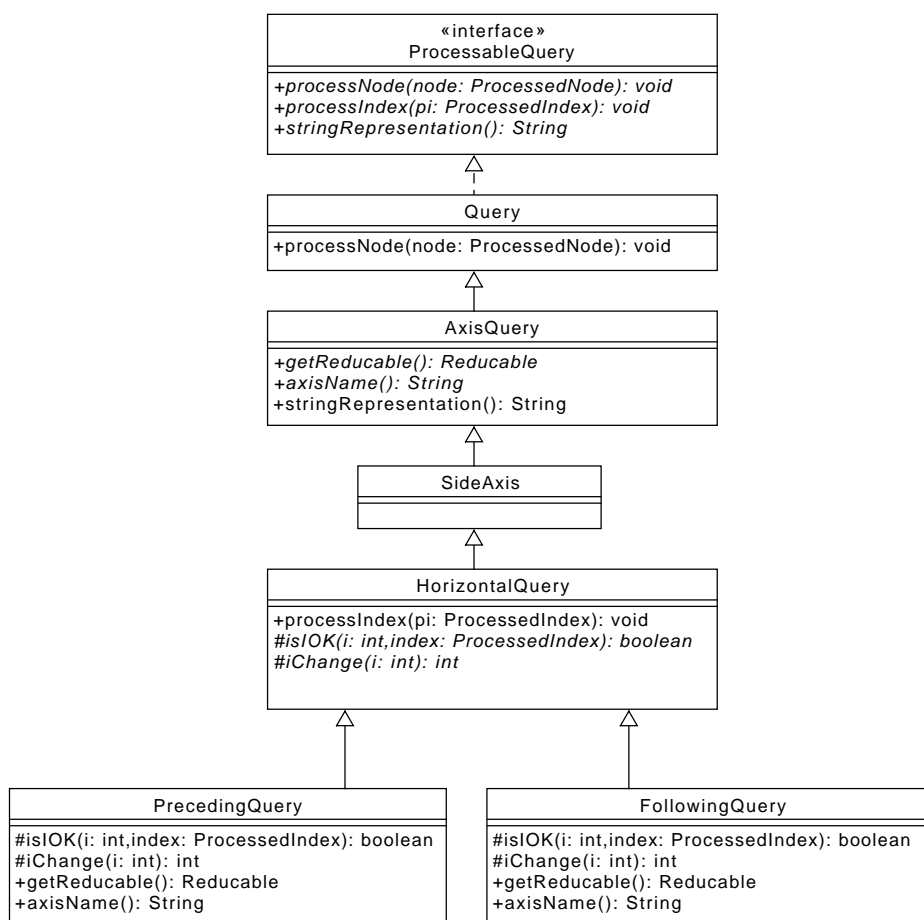 «interface»
ProcessableQuery
+processNode(node: ProcessedNode): void
+processIndex(pi: ProcessedIndex): void
+stringRepresentation(): String
Query
+processNode(node: ProcessedNode): void
AxisQuery
+getReducable(): Reducable
+axisName(): String
+stringRepresentation(): String
SideAxis
HorizontalQuery
+processIndex(pi: ProcessedIndex): void
#isIOK(i: int,index: ProcessedIndex): boolean
#iChange(i: int): int
PrecedingQuery
#isIOK(i: int,index: ProcessedIndex): boolean
#iChange(i: int): int
+getReducable(): Reducable
+axisName(): String
FollowingQuery
#isIOK(i: int,index: ProcessedIndex): boolean
#iChange(i: int): int
+getReducable(): Reducable
+axisName(): String